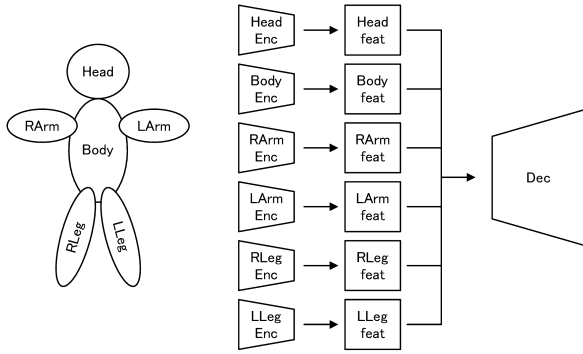 Head
RArm
LArm
Body
RLeg
LLeg
Head
Enc
Head
feat
Body
Enc
Body
feat
RArm
Enc
RArm
feat
LArm
Enc
LArm
feat
RLeg
Enc
RLeg
feat
LLeg
Enc
LLeg
feat
Dec